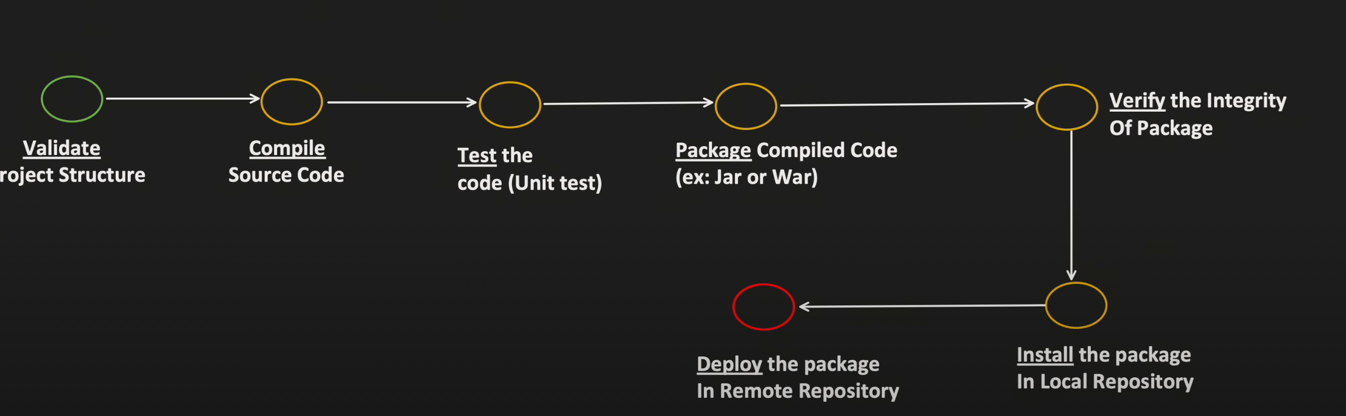 Validate
roject Structure
Compile
Source Code
Test the
code (Unit test)
Package Compiled Code
(ex: Jar or War)
Verify the Integrity
Of Package
Deploy the package
In Remote Repository
Install the package
In Local Repository